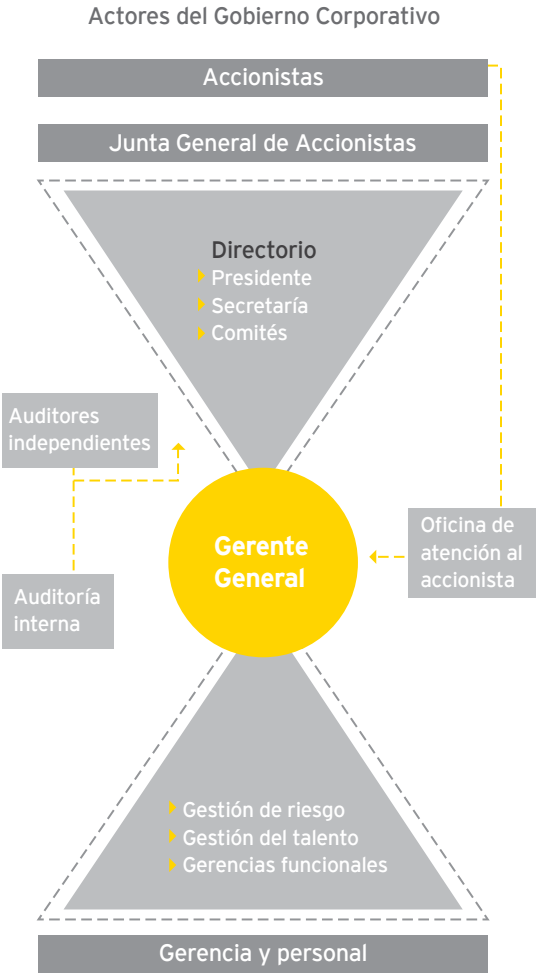 Actores del Gobierno Corporativo
Accionistas
Junta General de Accionistas
Directorio
Presidente
Secretaría
Comités
Auditores
independientes
Gerente
General
Oficina de
atención al
accionista
Auditoría
interna
Gestión de riesgo
Gestión del talento
Gerencias funcionales
Gerencia y personal